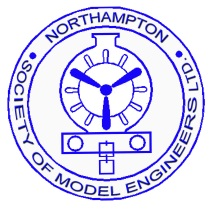 NORTHAMPTON
SOCIETY OF MODEL ENGINEERS LTD.